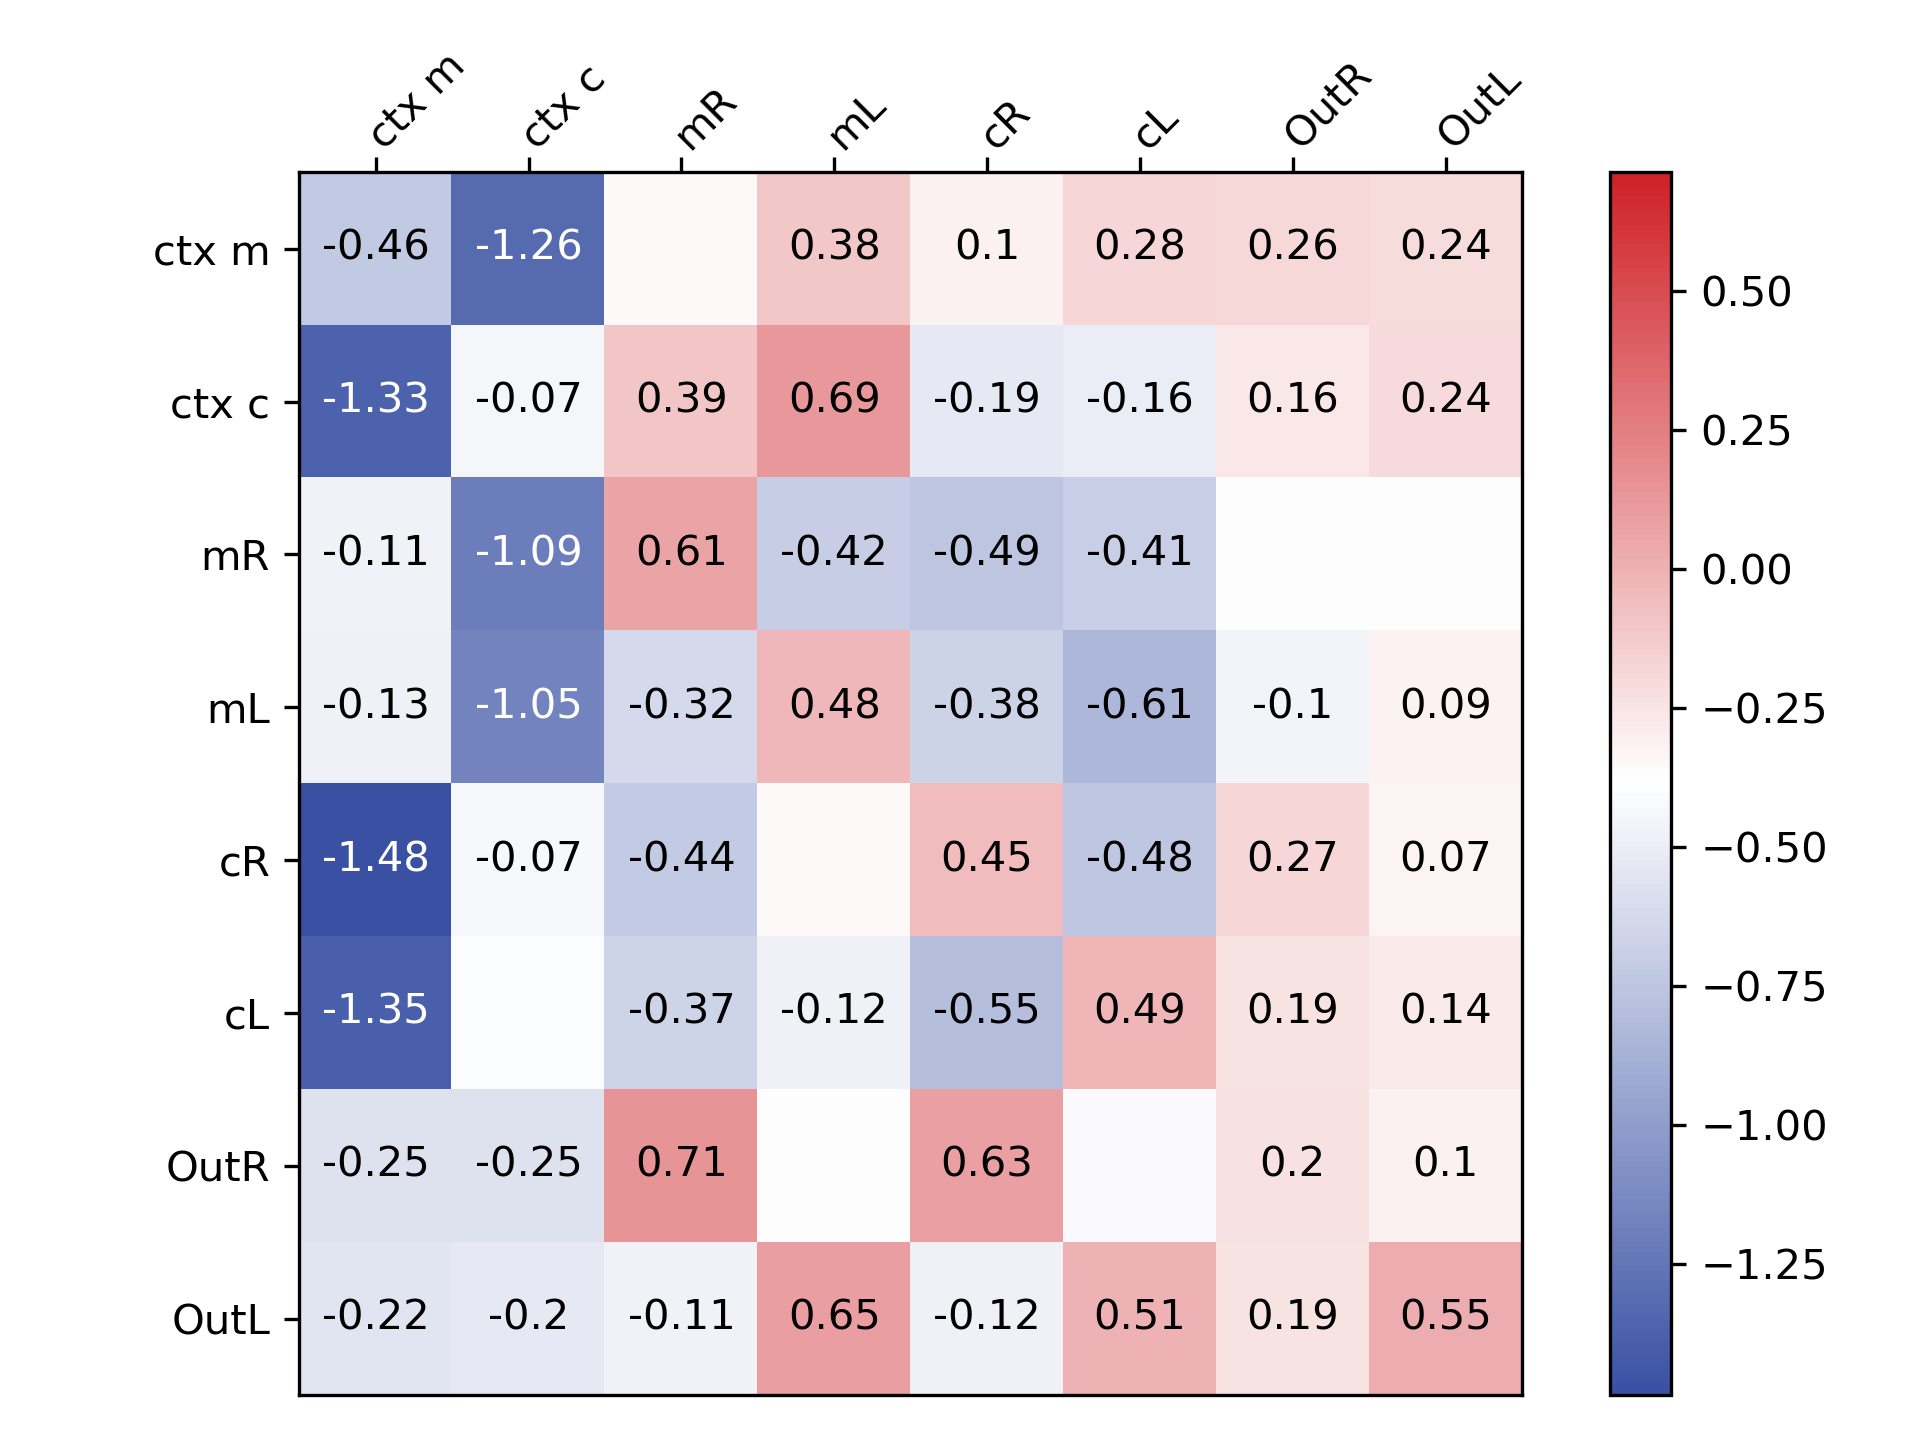 ctx m ctx c mR mL cR cL OutR OutL
ctx m -0.46 -1.26 0.38 0.1 0.28 0.26 0.24
ctx c -1.33 -0.07 0.39 0.69 -0.19 -0.16 0.16 0.24
mR -0.11 -1.09 0.61 -0.42 -0.49 -0.41
mL -0.13 -1.05 -0.32 0.48 -0.38 -0.61 -0.1 0.09
cR -1.48 -0.07 -0.44 0.45 -0.48 0.27 0.07
cL -1.35 -0.37 -0.12 -0.55 0.49 0.19 0.14
OutR -0.25 -0.25 0.71 0.63 0.2 0.1
OutL -0.22 -0.2 -0.11 0.65 -0.12 0.51 0.19 0.55
0.50
0.25
0.00
−0.25
−0.50
−0.75
−1.00
−1.25